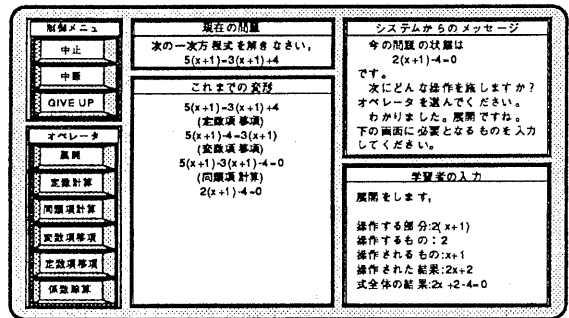 制御メニュー
中止
中断
GIVE UP
オペレータ
展開
定数計算
同類項計算
変数項移項
定数項移項
係数除算
現在の問題
次の一次方程式を解きなさい。
5(x+1)=3(x+1)+4
これまでの変形
5(x+1)=3(x+1)+4
(定数項移項)
5(x+1)-4=3(x+1)
(変数項移項)
5(x+1)-3(x+1)-4=0
(同類項計算)
2(x+1)-4=0
システムからのメッセージ
今の問題の状態は
2(x+1)-4=0
です。
次にどんな操作を施しますか?
オペレータを選んでください。
わかりました。展開ですね。
下の画面に必要となるものを入力
してください。
学習者の入力
展開をします。
操作する部分:2(x+1)
操作するもの:2
操作されるもの:x+1
操作された結果:2x+2
式全体の結果:2x+2-4=0